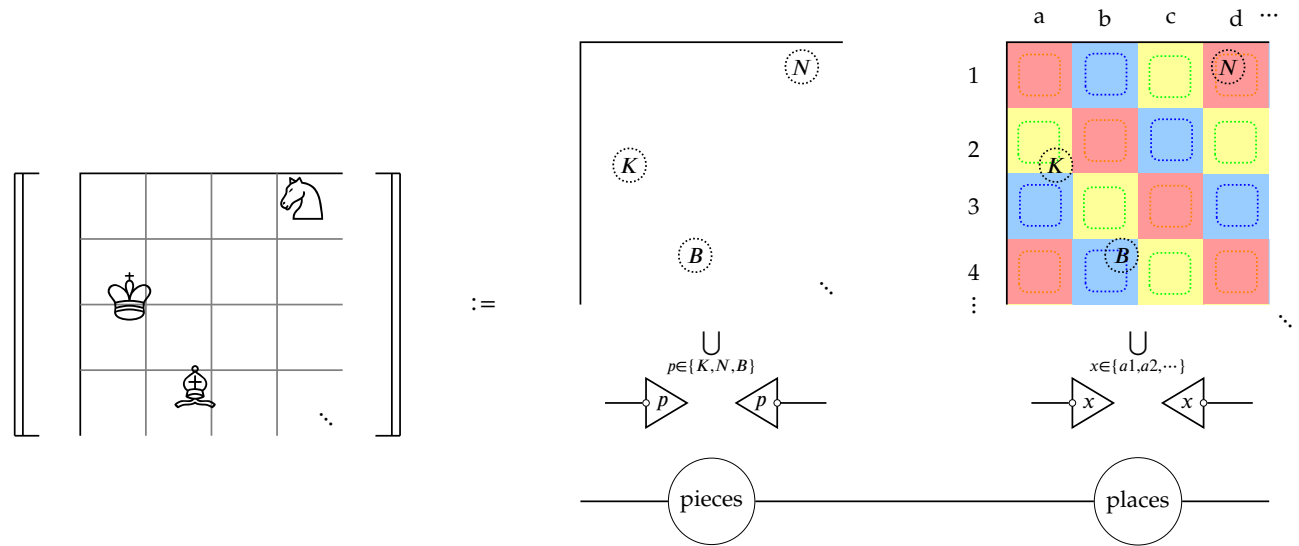 a b c d ⋯
N N
1
K 2 K
3
B B
4
:=
⋮
⋱ ⋱ ⋱
⋃ ⋃
p∈{K,N,B} x∈{a1,a2,⋯}
p p x x
pieces places